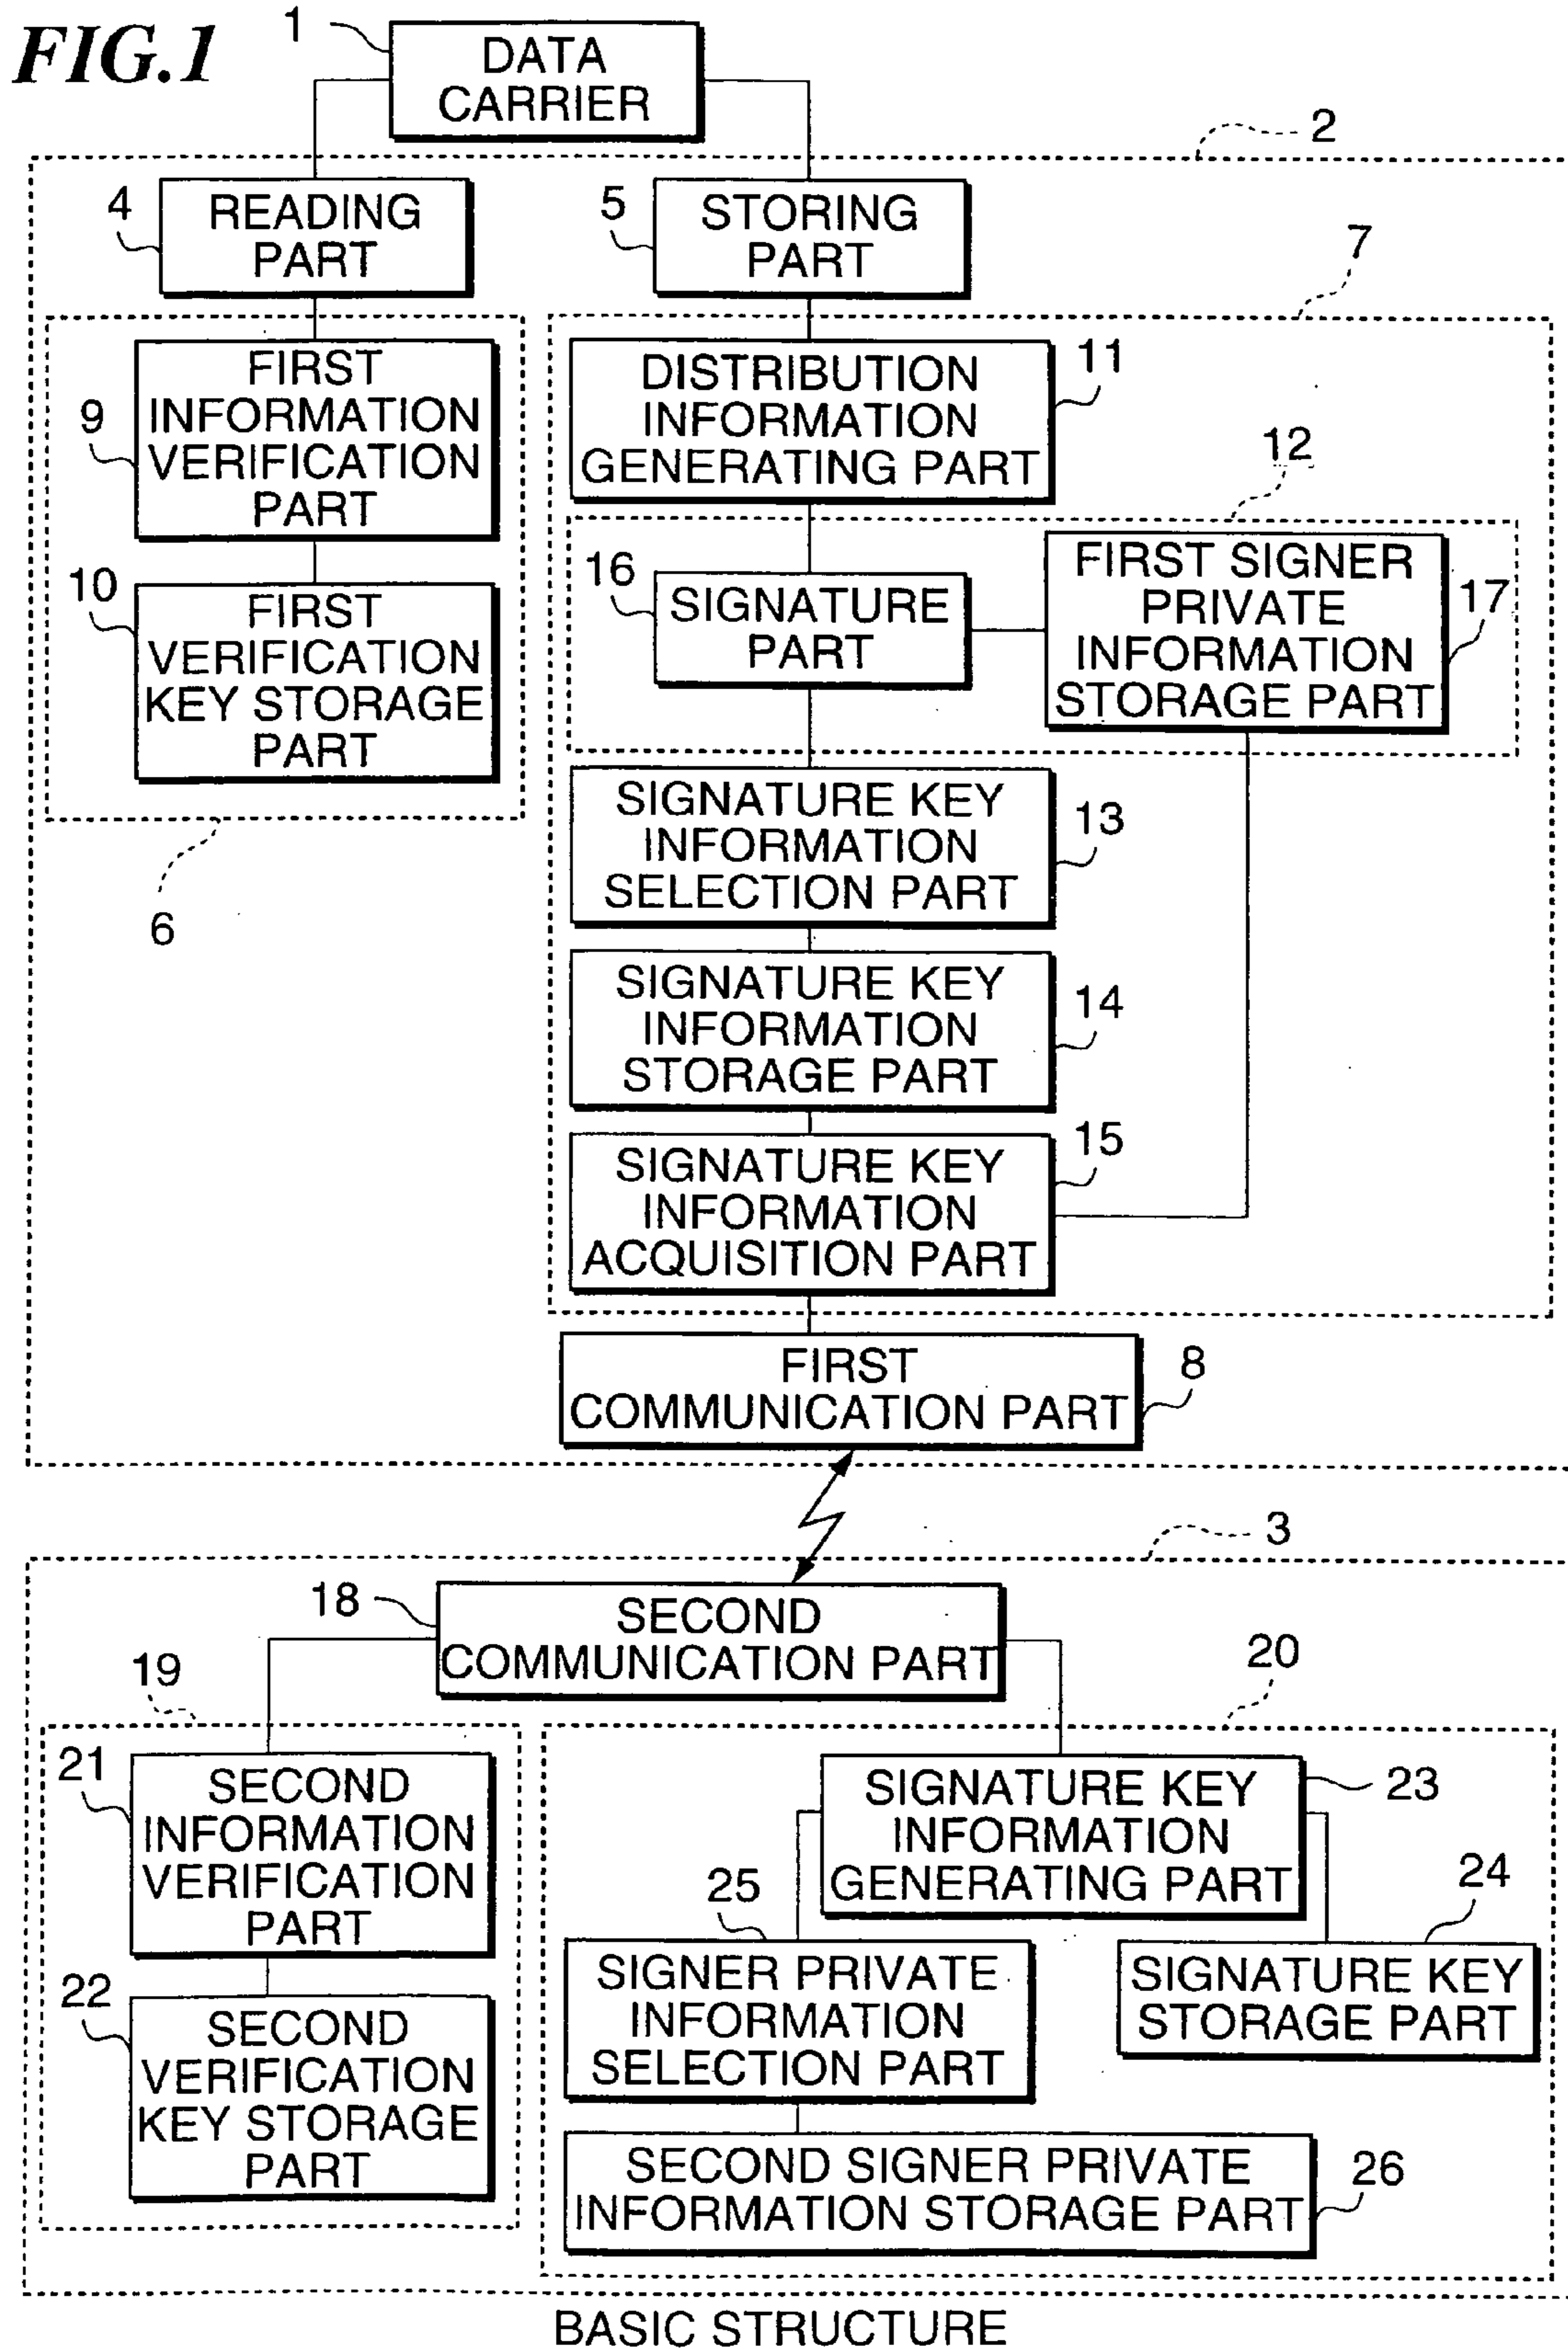 FIG.1
1
DATA
CARRIER
2
4
READING
PART
5
STORING
PART
7
FIRST
INFORMATION
VERIFICATION
PART
9
DISTRIBUTION
INFORMATION
GENERATING PART
11
12
10
FIRST
VERIFICATION
KEY STORAGE
PART
16
SIGNATURE
PART
FIRST SIGNER
PRIVATE
INFORMATION
STORAGE PART
17
6
SIGNATURE KEY
INFORMATION
SELECTION PART
13
SIGNATURE KEY
INFORMATION
STORAGE PART
14
SIGNATURE KEY
INFORMATION
ACQUISITION PART
15
FIRST
COMMUNICATION PART
8
3
18
SECOND
COMMUNICATION PART
19
20
21
SECOND
INFORMATION
VERIFICATION
PART
SIGNATURE KEY
INFORMATION
GENERATING PART
23
25
24
22
SECOND
VERIFICATION
KEY STORAGE
PART
SIGNER PRIVATE
INFORMATION
SELECTION PART
SIGNATURE KEY
STORAGE PART
SECOND SIGNER PRIVATE
INFORMATION STORAGE PART
26
BASIC STRUCTURE